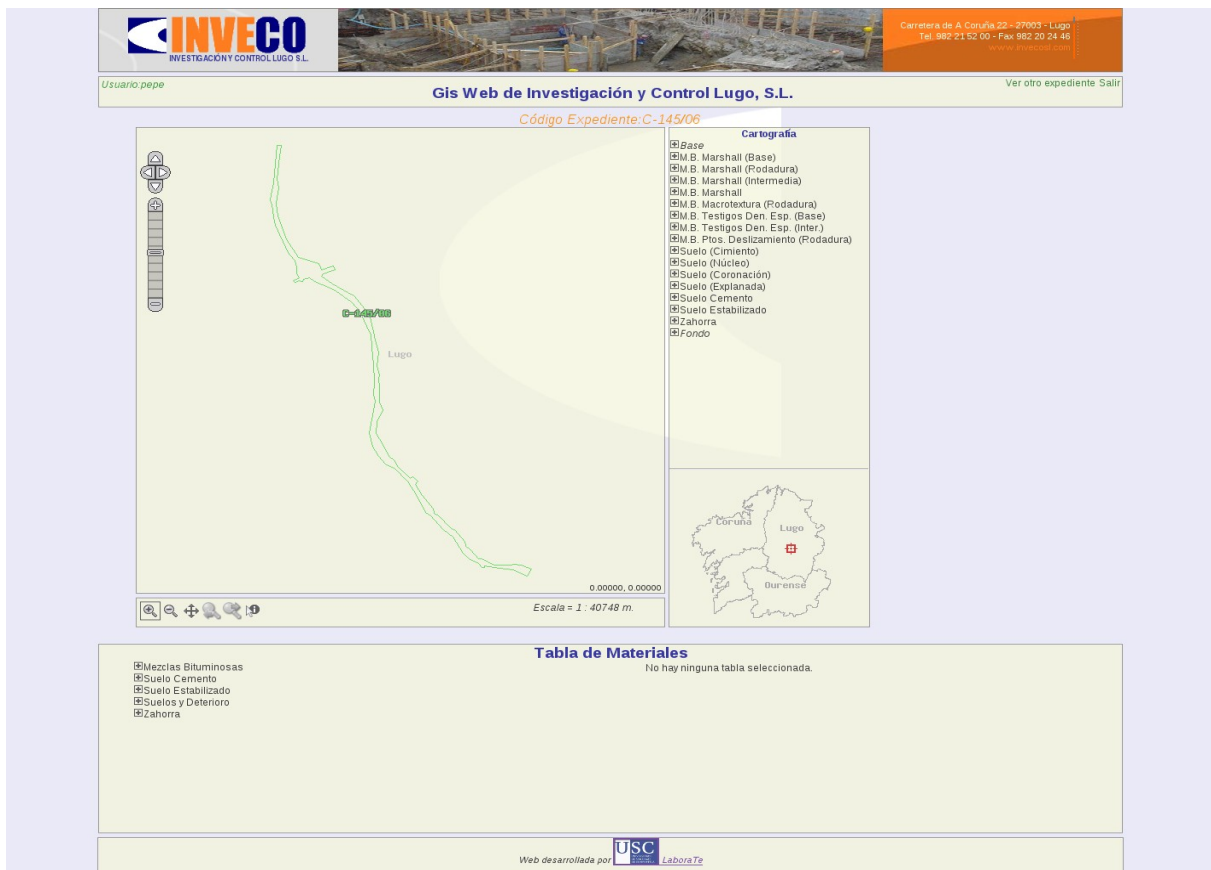 INVECO
INVESTIGACIÓN Y CONTROL LUGO S.L.
Carretera de A Coruña 22 - 27003 - Lugo
Tel. 982 21 52 00 - Fax 982 20 24 46
www.invecosl.com
Usuario:pepe
Gis Web de Investigación y Control Lugo, S.L.
Ver otro expediente Salir
Código Expediente:C-145/06
Cartografía
Base
M.B. Marshall (Base)
M.B. Marshall (Rodadura)
M.B. Marshall (Intermedia)
M.B. Marshall
M.B. Macrotextura (Rodadura)
M.B. Testigos Den. Esp. (Base)
M.B. Testigos Den. Esp. (Inter.)
M.B. Ptos. Deslizamiento (Rodadura)
Suelo (Cimiento)
Suelo (Núcleo)
Suelo (Coronación)
Suelo (Explanada)
Suelo Cemento
Suelo Estabilizado
Zahorra
Fondo
C-145/06
Lugo
0.00000, 0.00000
Escala = 1 : 40748 m.
Coruña
Lugo
Ourense
Tabla de Materiales
Mezclas Bituminosas
Suelo Cemento
Suelo Estabilizado
Suelos y Deterioro
Zahorra
No hay ninguna tabla seleccionada.
Web desarrollada por USC LaboraTe